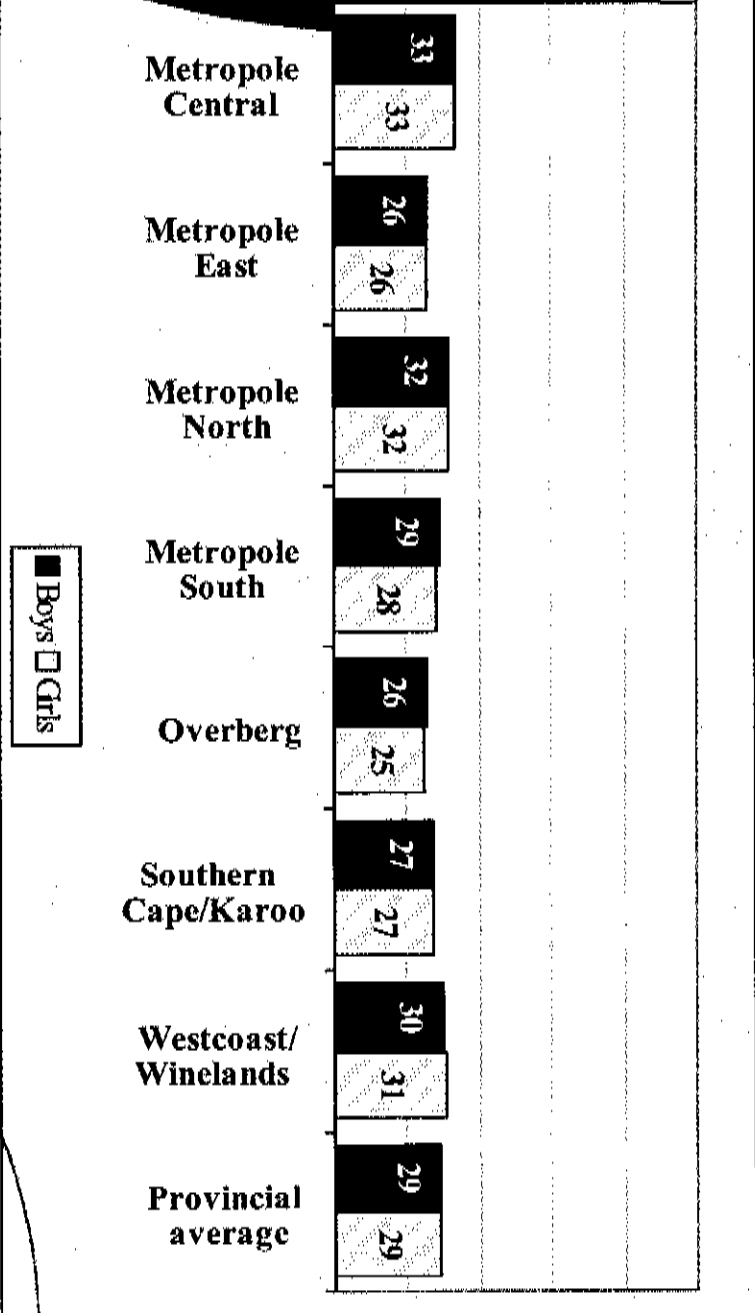 33
33
Metropole
Central
26
26
Metropole
East
32
32
Metropole
North
29
28
Metropole
South
26
25
Overberg
27
27
Southern
Cape/Karoo
30
31
Westcoast/
Winelands
29
29
Provincial
average
Boys Girls